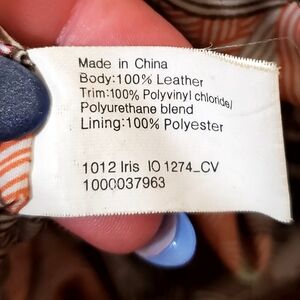 Made in China
Body:100% Leather
Trim:100% Polyvinyl chloride/
Polyurethane blend
Lining:100% Polyester
1012 Iris IO 1274_CV
1000037963